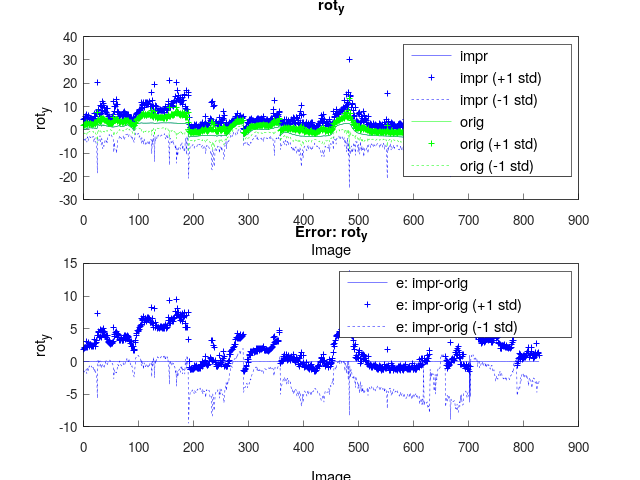 rot_y
40
30
20
10
0
-10
-20
-30
rot_y
impr
impr (+1 std)
impr (-1 std)
orig
orig (+1 std)
orig (-1 std)
0 100 200 300 400 500 600 700 800 900
Image
Error: rot_y
15
10
5
0
-5
-10
rot_y
e: impr-orig
e: impr-orig (+1 std)
e: impr-orig (-1 std)
0 100 200 300 400 500 600 700 800 900
Image